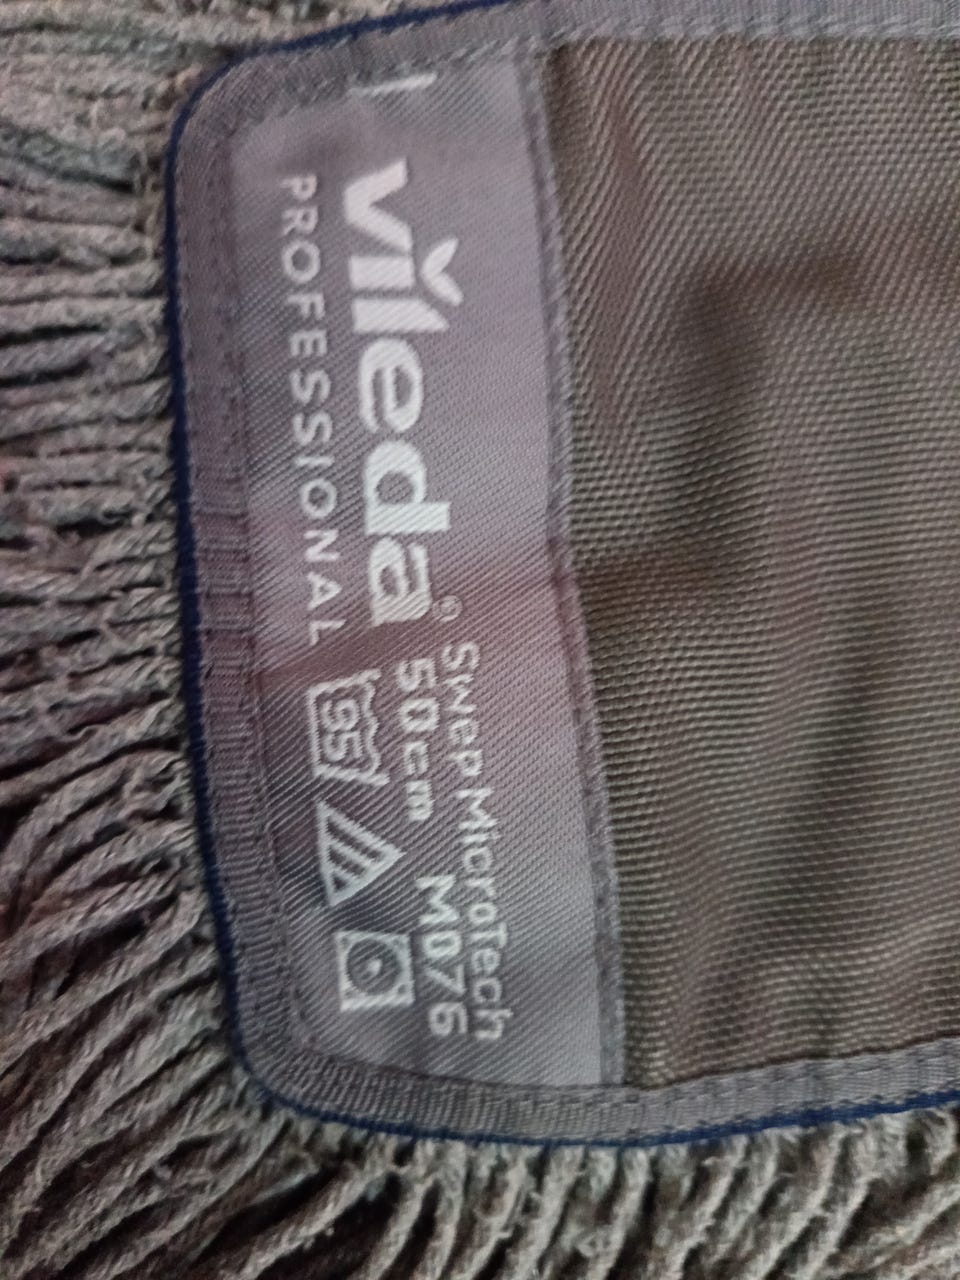 vileda®
PROFESSIONAL
Swep MicroTech
50cm M076
95